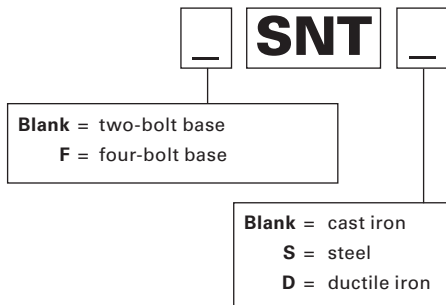 _ SNT _
Blank = two-bolt base
F = four-bolt base
Blank = cast iron
S = steel
D = ductile iron